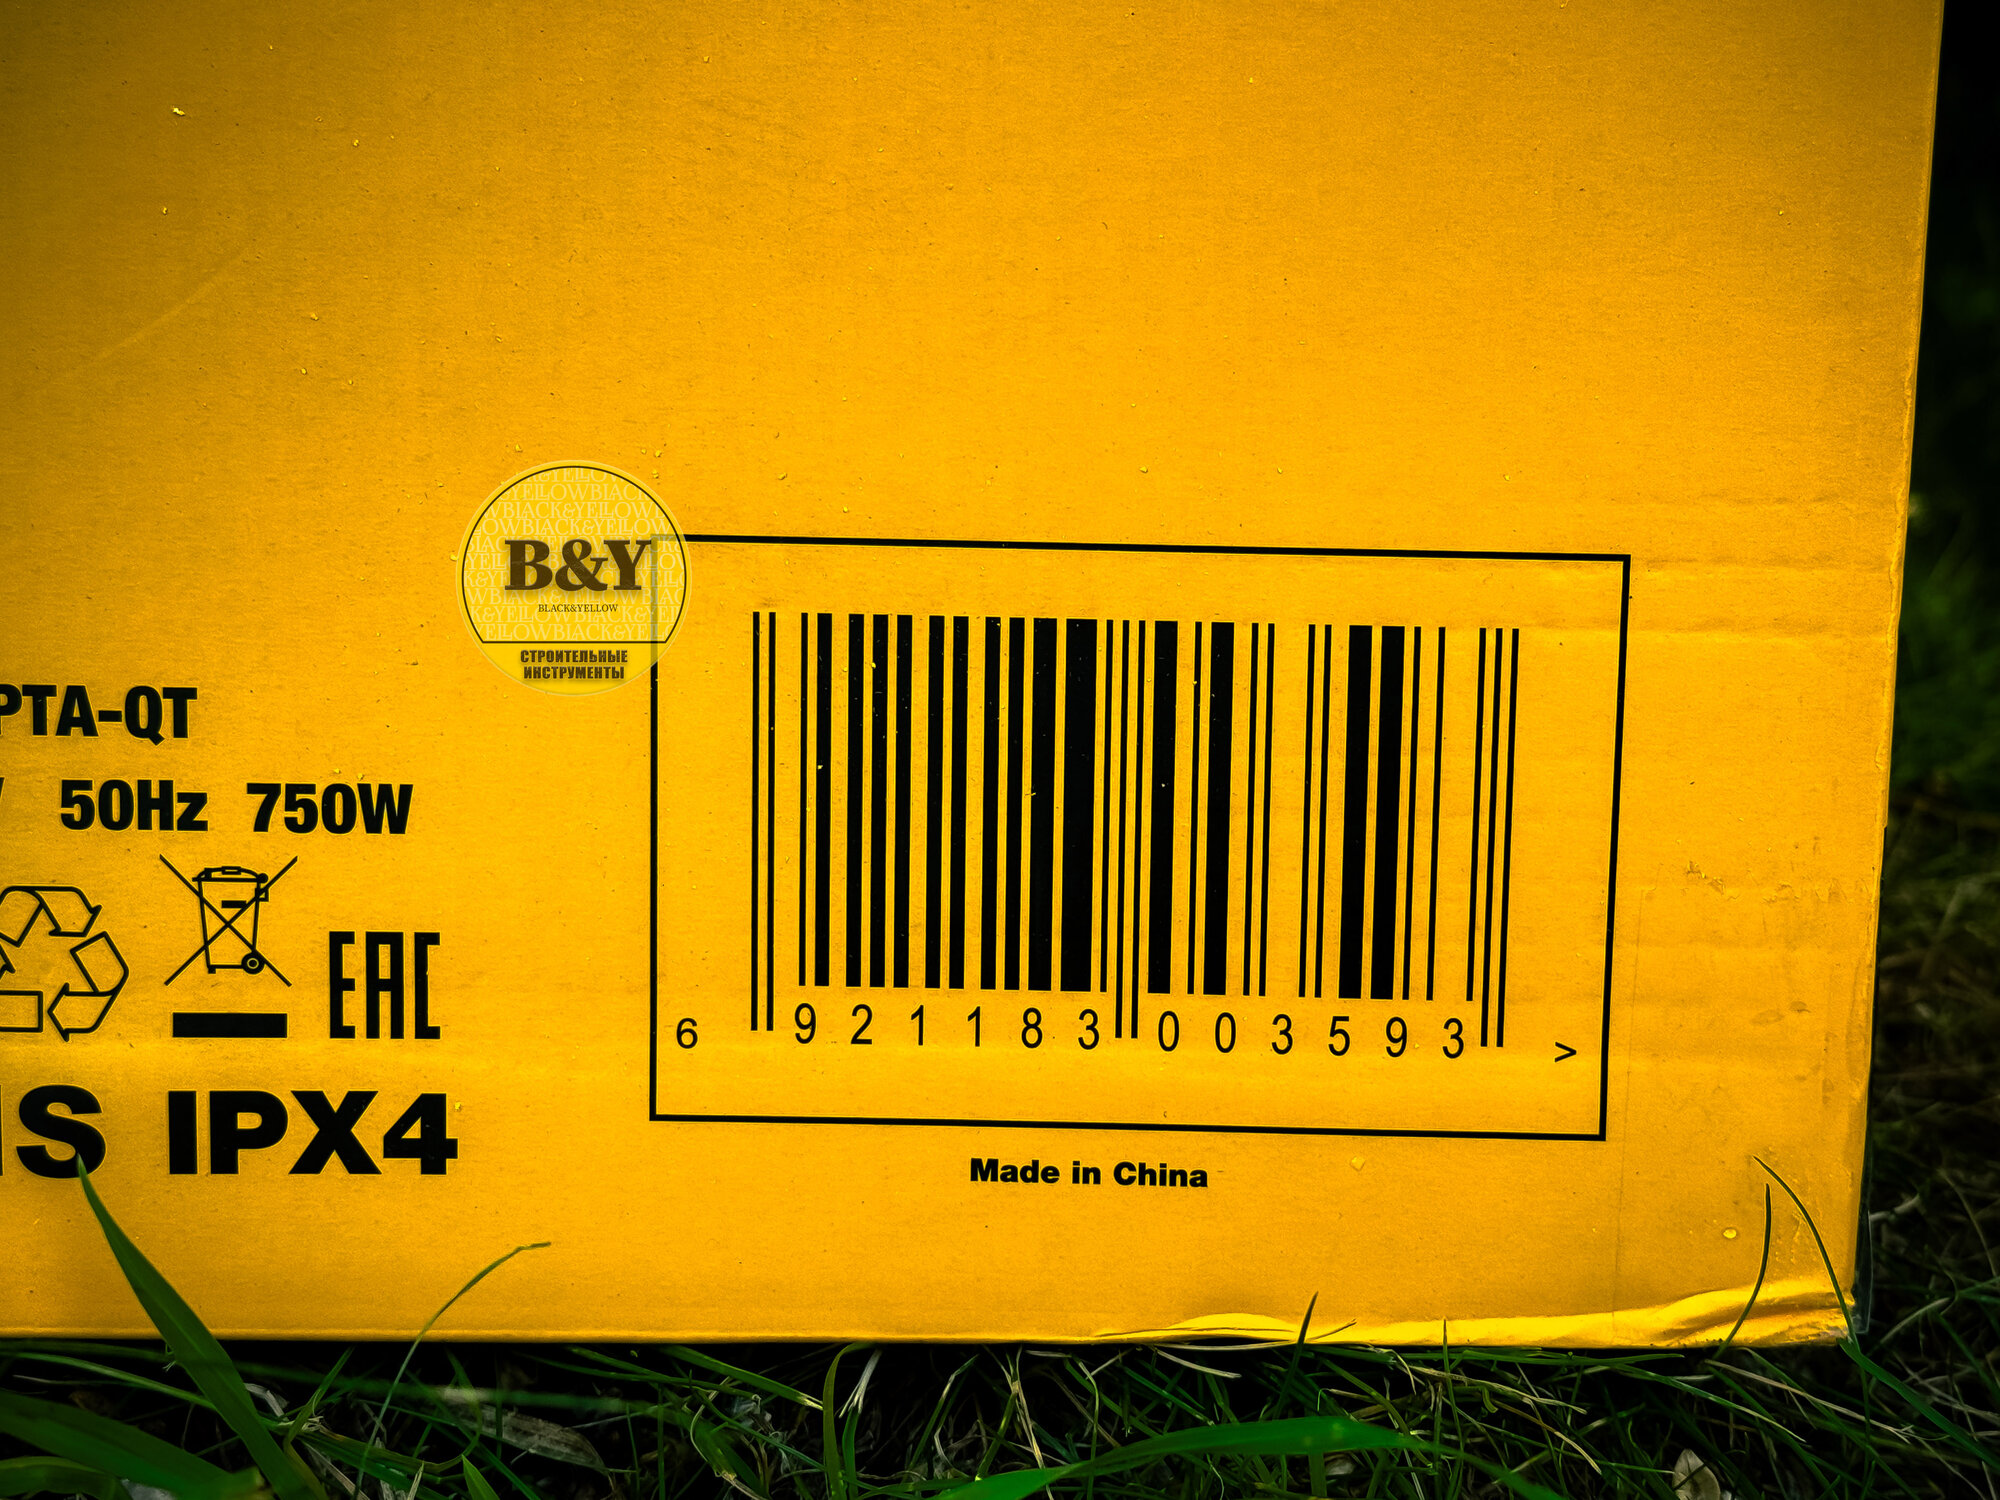 B&Y
BLACK&YELLOW
СТРОИТЕЛЬНЫЕ
ИНСТРУМЕНТЫ
PTA-QT
50Hz 750W
EAC
IPX4
6 921183 003593 >
Made in China